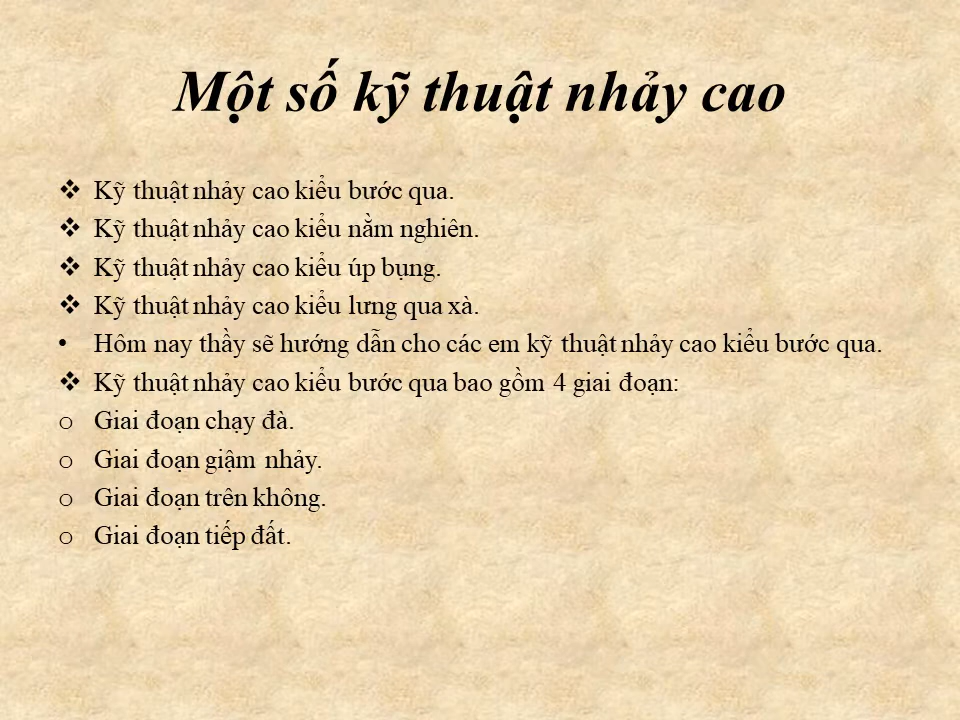 Một số kỹ thuật nhảy cao
❖ Kỹ thuật nhảy cao kiểu bước qua.
❖ Kỹ thuật nhảy cao kiểu nằm nghiên.
❖ Kỹ thuật nhảy cao kiểu úp bụng.
❖ Kỹ thuật nhảy cao kiểu lưng qua xà.
• Hôm nay thầy sẽ hướng dẫn cho các em kỹ thuật nhảy cao kiểu bước qua.
❖ Kỹ thuật nhảy cao kiểu bước qua bao gồm 4 giai đoạn:
o Giai đoạn chạy đà.
o Giai đoạn giậm nhảy.
o Giai đoạn trên không.
o Giai đoạn tiếp đất.